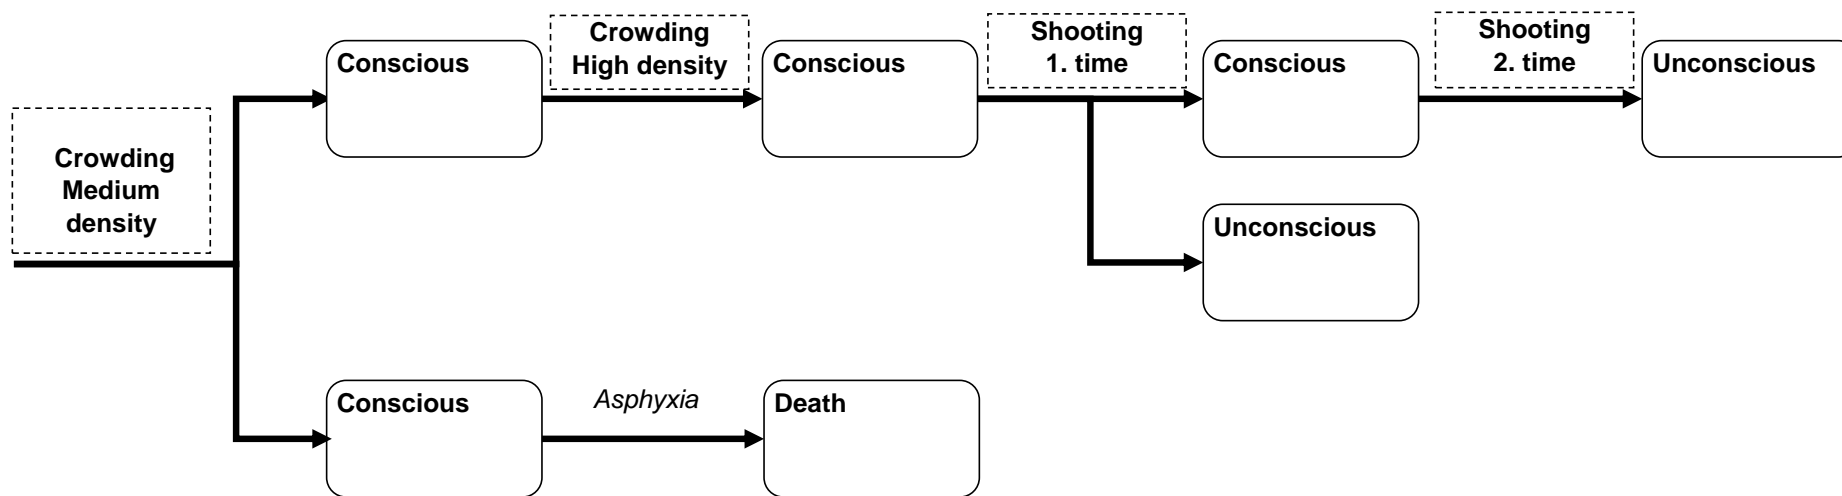 Crowding
Medium
density
Conscious
Crowding
High density
Conscious
Shooting
1. time
Conscious
Shooting
2. time
Unconscious
Unconscious
Conscious
Asphyxia
Death